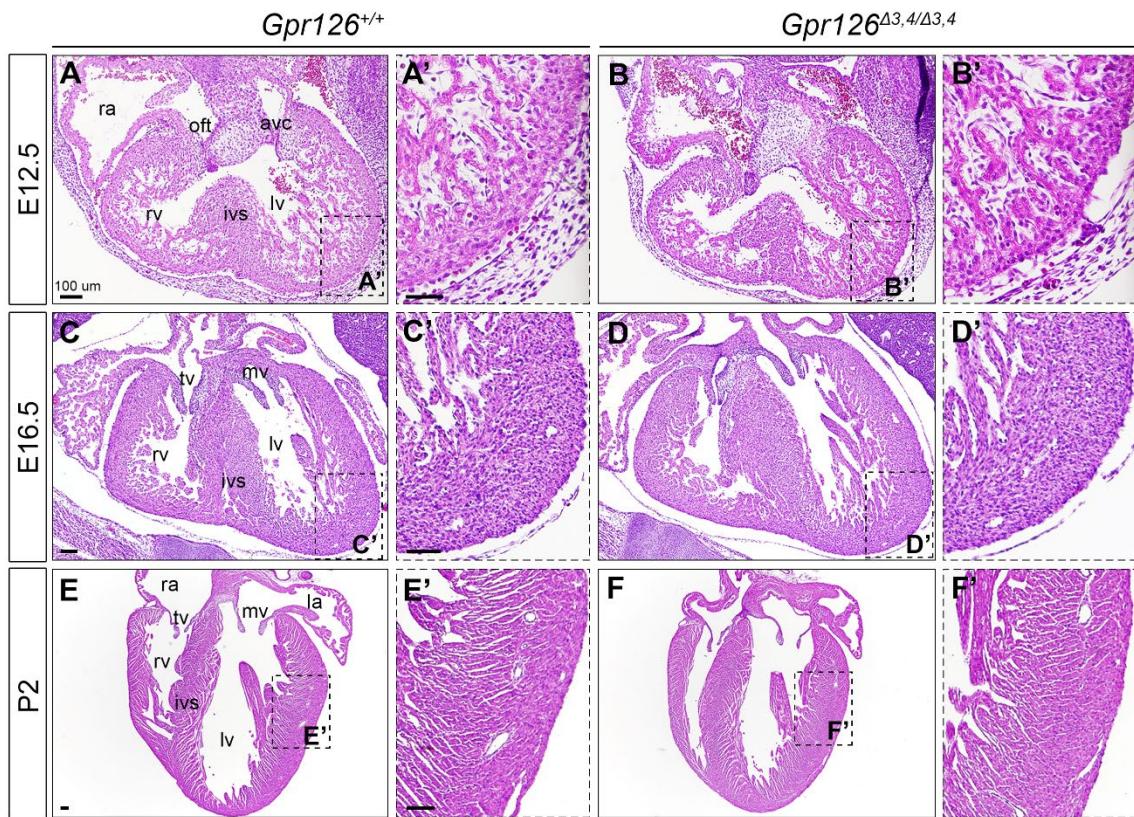 Gpr126+/+ Gpr126Δ3,4/Δ3,4
E12.5
A
ra
oft
avc
rv
ivs
lv
100 um
A’
A’
B
B’
B’
E16.5
C
tv
mv
rv
lv
ivs
C’
C’
D
D’
D’
P2
E
ra
la
tv
mv
rv
ivs
lv
E’
E’
F
F’
F’